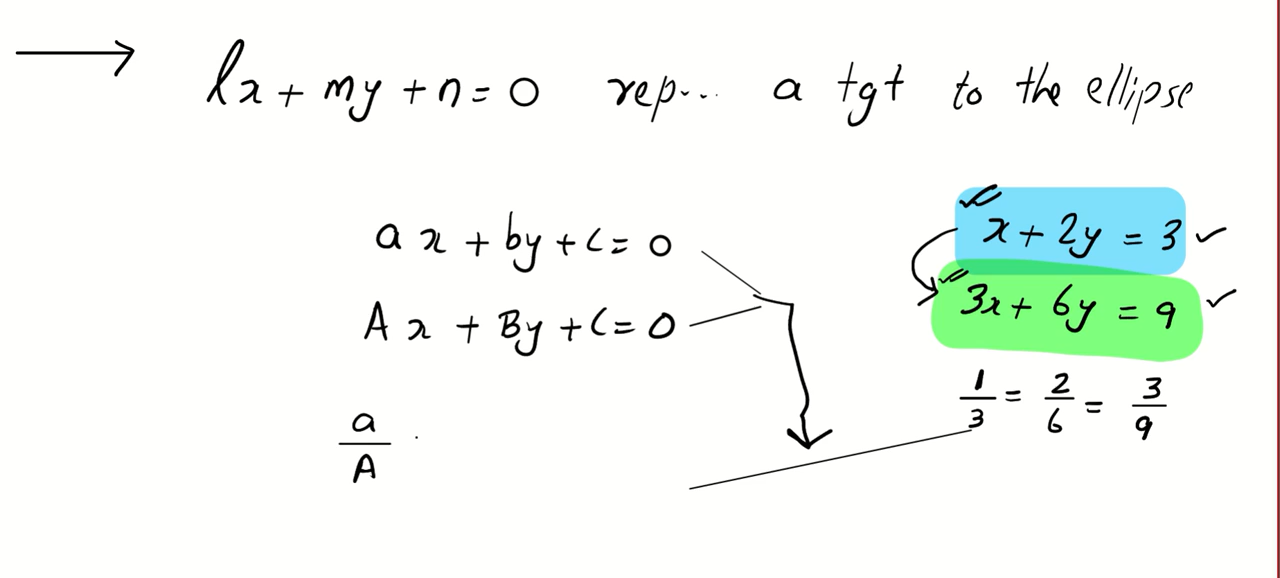 lx + my + n = 0 rep... a tgt to the ellipse
ax + by + c = 0
Ax + By + C = 0
a/A
x + 2y = 3 ✓
3x + 6y = 9 ✓
1/3 = 2/6 = 3/9